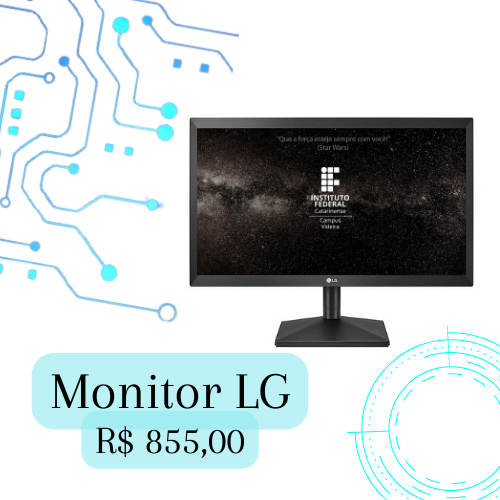 "Que a força esteja sempre com você!"
(Star Wars)
INSTITUTO
FEDERAL
Catarinense
Campus
Videira
LG
Monitor LG
R$ 855,00